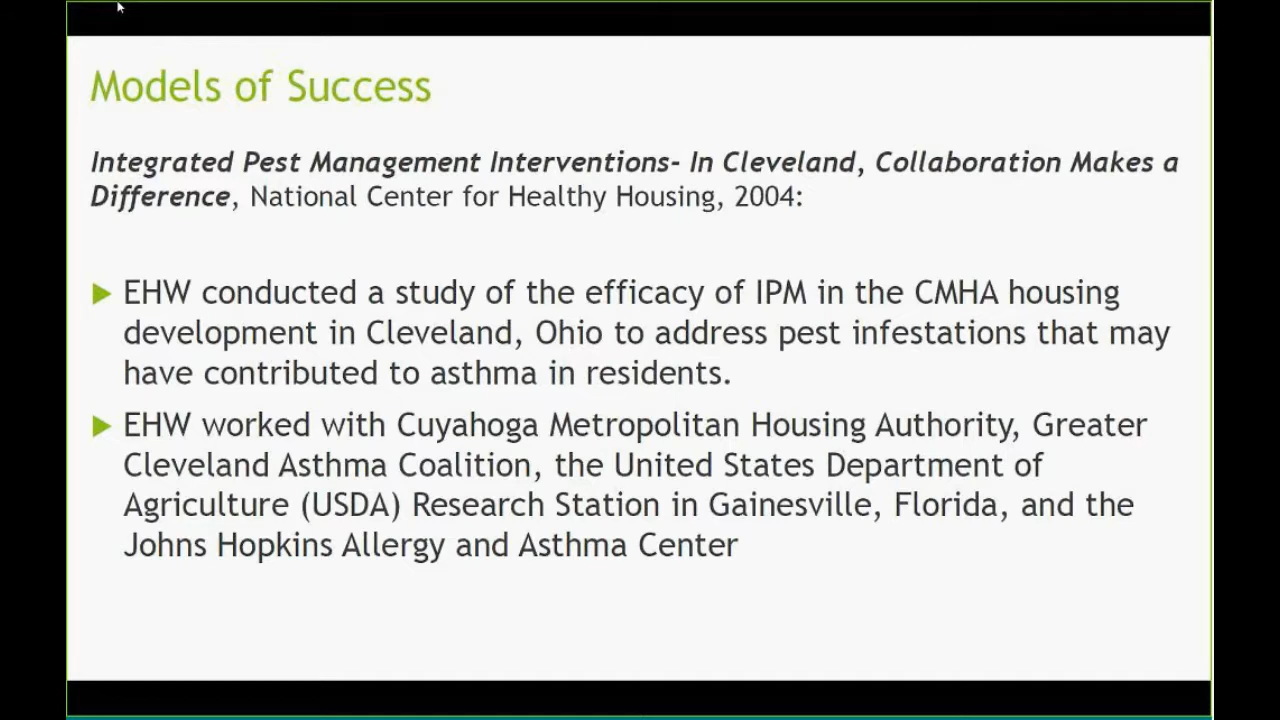 Models of Success
Integrated Pest Management Interventions- In Cleveland, Collaboration Makes a
Difference, National Center for Healthy Housing, 2004:
EHW conducted a study of the efficacy of IPM in the CMHA housing
development in Cleveland, Ohio to address pest infestations that may
have contributed to asthma in residents.
EHW worked with Cuyahoga Metropolitan Housing Authority, Greater
Cleveland Asthma Coalition, the United States Department of
Agriculture (USDA) Research Station in Gainesville, Florida, and the
Johns Hopkins Allergy and Asthma Center